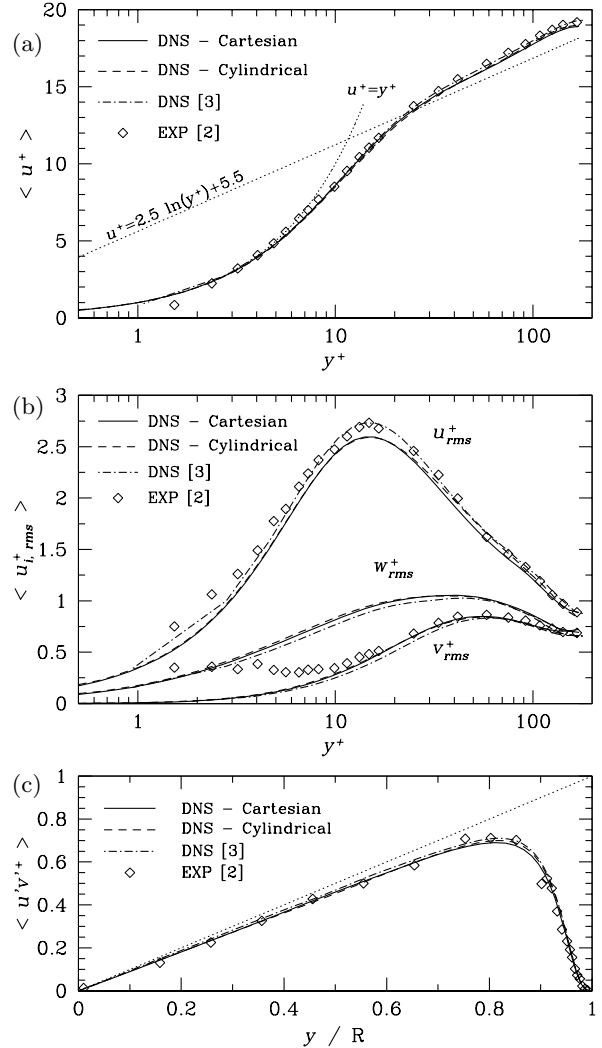 (a)
20
15
10
5
0
< u⁺ >
DNS – Cartesian
DNS – Cylindrical
DNS [3]
EXP [2]
u⁺=y⁺
u⁺=2.5 ln(y⁺)+5.5
1
10
100
y⁺
(b)
3
2.5
2
1.5
1
0.5
0
< u⁺i, rms >
DNS – Cartesian
DNS – Cylindrical
DNS [3]
EXP [2]
u⁺rms
w⁺rms
v⁺rms
1
10
100
y⁺
(c)
1
0.8
0.6
0.4
0.2
0
< u'v'⁺ >
DNS – Cartesian
DNS – Cylindrical
DNS [3]
EXP [2]
0
0.2
0.4
0.6
0.8
1
y / R